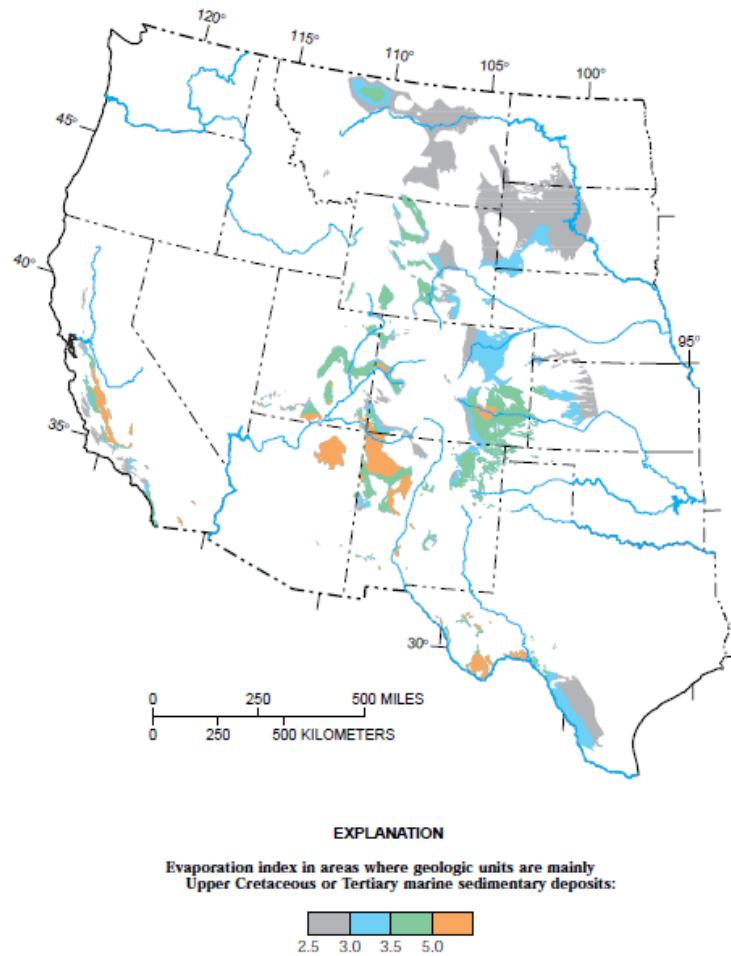 120°
115°
110°
105°
100°
45°
40°
95°
35°
30°
0 250 500 MILES
0 250 500 KILOMETERS
EXPLANATION
Evaporation index in areas where geologic units are mainly
Upper Cretaceous or Tertiary marine sedimentary deposits:
2.5 3.0 3.5 5.0